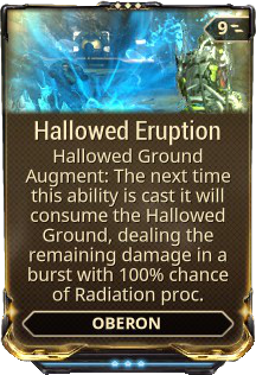 9
Hallowed Eruption
Hallowed Ground
Augment: The next time
this ability is cast it will
consume the Hallowed
Ground, dealing the
remaining damage in a
burst with 100% chance
of Radiation proc.
OBERON